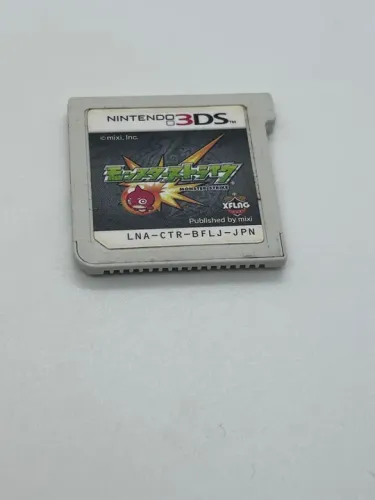 NINTENDO 3DS™
©mixi, Inc.
モンスターストライク
MONSTER STRIKE
XFLAG
Published by mixi
LNA-CTR-BFLJ-JPN